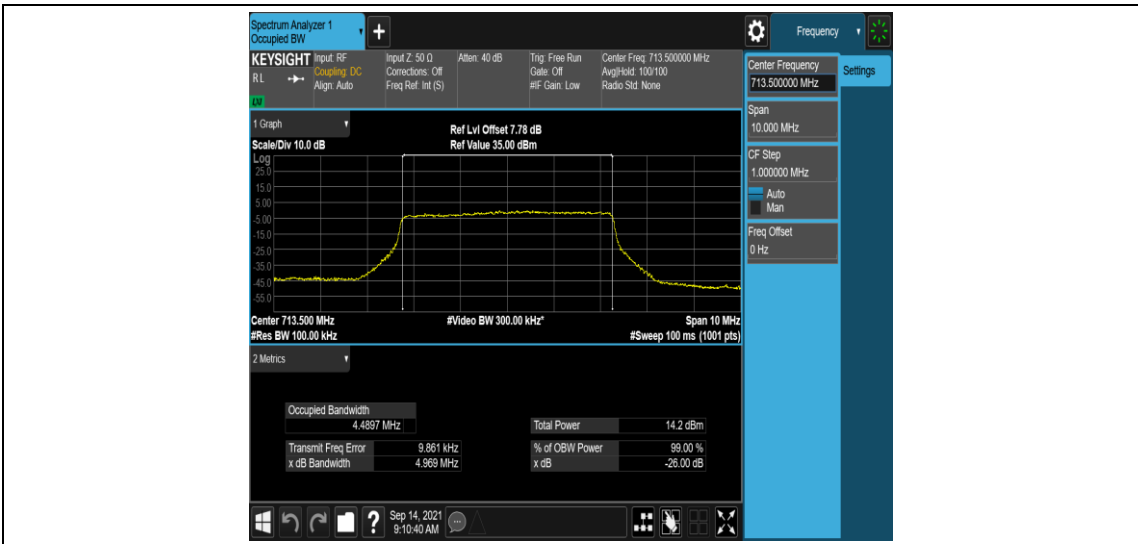 Spectrum Analyzer 1
Occupied BW
+
Frequency
KEYSIGHT
RL
LXI
Input: RF
Coupling: DC
Align: Auto
Input Z: 50 Ω
Corrections: Off
Freq Ref: Int (S)
Atten: 40 dB
Trig: Free Run
Gate: Off
#IF Gain: Low
Center Freq: 713.500000 MHz
Avg|Hold: 100/100
Radio Std: None
Center Frequency
713.500000 MHz
Settings
Span
10.000 MHz
CF Step
1.000000 MHz
Auto
Man
Freq Offset
0 Hz
1 Graph
Scale/Div 10.0 dB
Ref Lvl Offset 7.78 dB
Ref Value 35.00 dBm
Log
25.0
15.0
5.00
-5.00
-15.0
-25.0
-35.0
-45.0
-55.0
Center 713.500 MHz
#Video BW 300.00 kHz*
Span 10 MHz
#Res BW 100.00 kHz
#Sweep 100 ms (1001 pts)
2 Metrics
Occupied Bandwidth
4.4897 MHz
Total Power 14.2 dBm
Transmit Freq Error 9.861 kHz
% of OBW Power 99.00 %
x dB Bandwidth 4.969 MHz
x dB -26.00 dB
?
Sep 14, 2021
9:10:40 AM